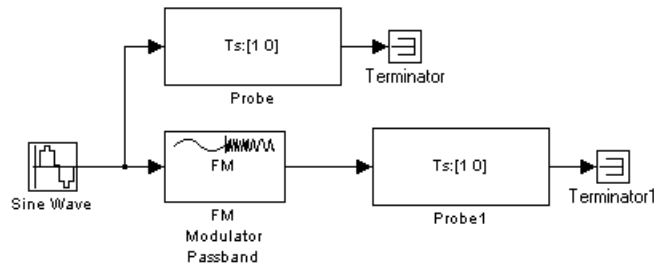 Ts:[1 0]
Probe
Terminator
Sine Wave
FM
FM
Modulator
Passband
Ts:[1 0]
Probe1
Terminator1